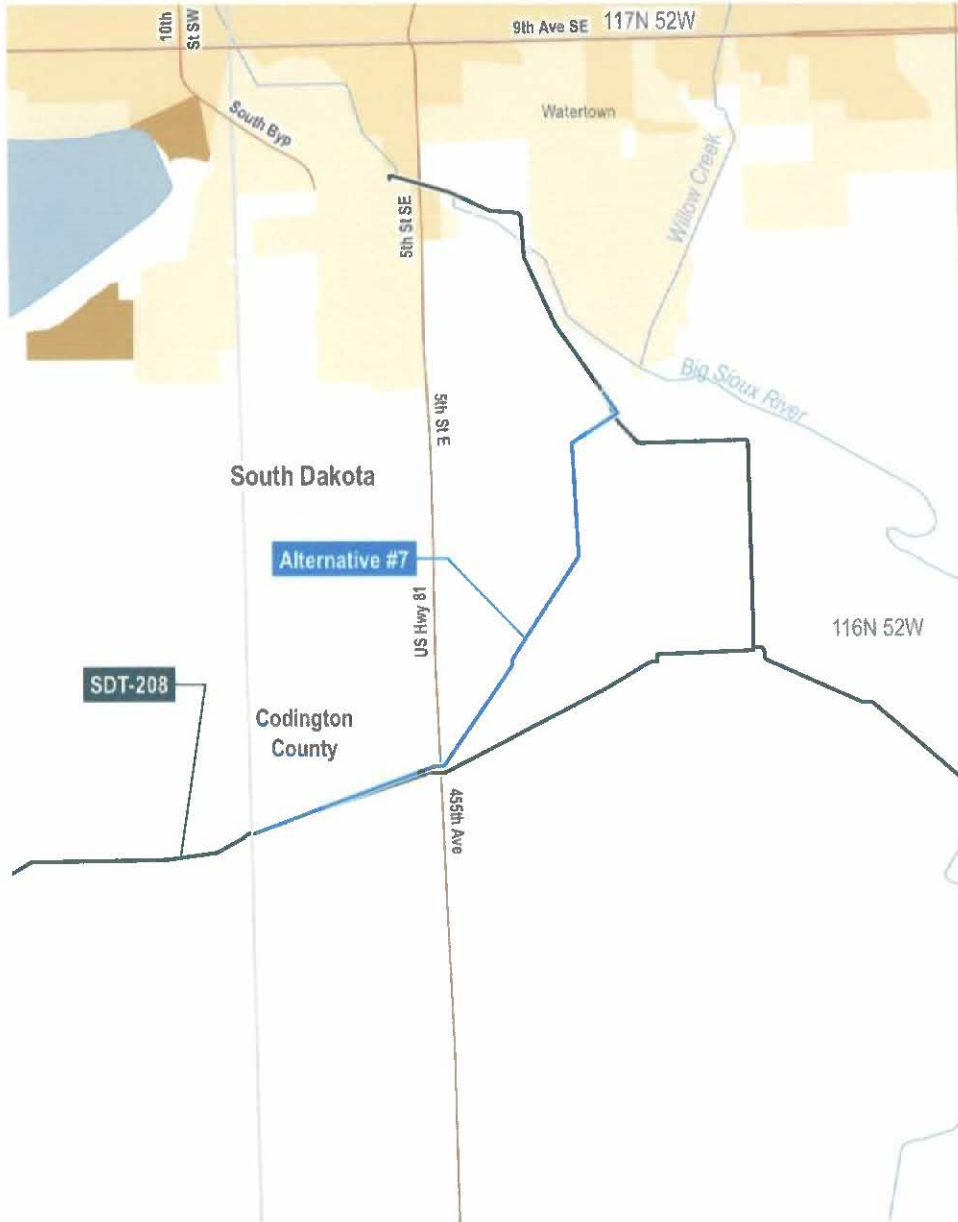 10th
St SW
9th Ave SE
117N 52W
South Byp
Watertown
Willow Creek
5th St SE
Big Sioux River
5th St E
South Dakota
Alternative #7
US Hwy 81
116N 52W
SDT-208
Codington
County
455th Ave